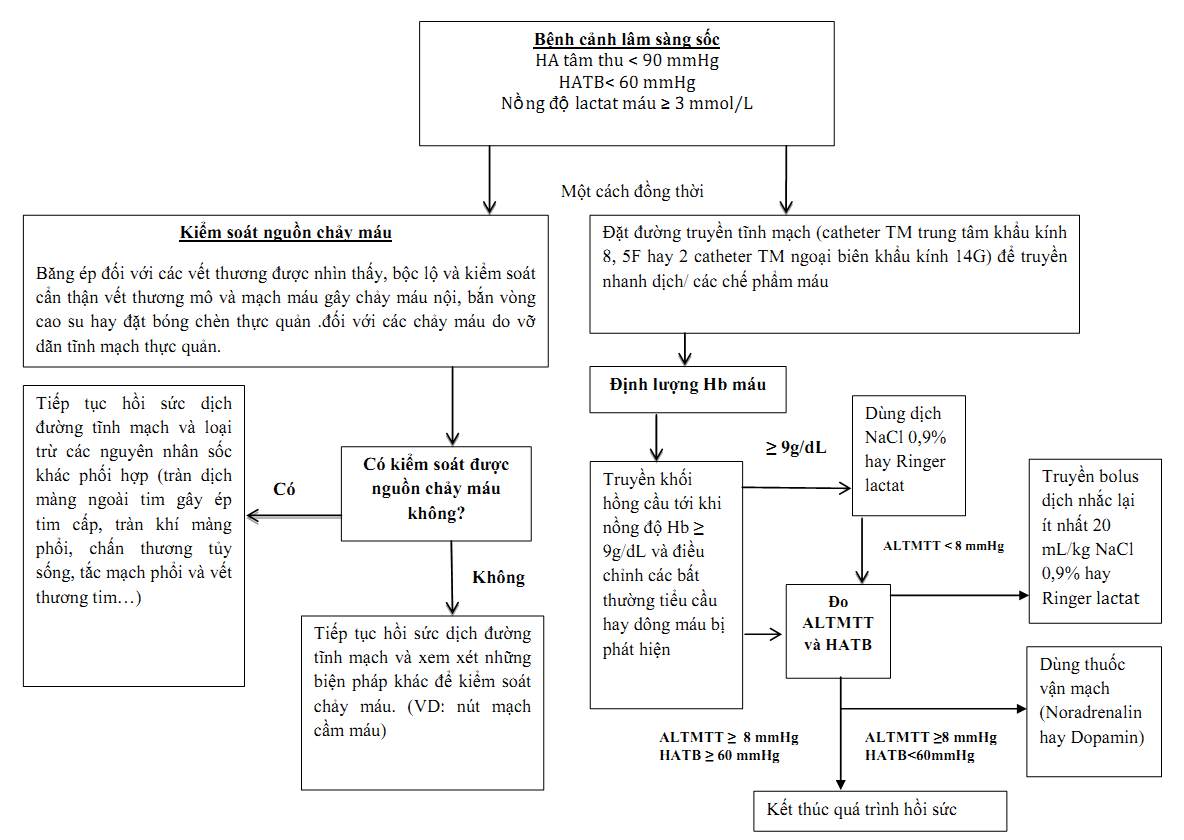 Bệnh cảnh lâm sàng sốc
HA tâm thu < 90 mmHg
HATB< 60 mmHg
Nồng độ lactat máu ≥ 3 mmol/L
Một cách đồng thời
Kiểm soát nguồn chảy máu
Băng ép đối với các vết thương được nhìn thấy, bộc lộ và kiểm soát
cẩn thận vết thương mô và mạch máu gây chảy máu nội, bắn vòng
cao su hay đặt bóng chèn thực quản .đối với các chảy máu do vỡ
dãn tĩnh mạch thực quản.
Đặt đường truyền tĩnh mạch (catheter TM trung tâm khẩu kính
8, 5F hay 2 catheter TM ngoại biên khẩu kính 14G) để truyền
nhanh dịch/ các chế phẩm máu
Tiếp tục hồi sức dịch
đường tĩnh mạch và loại
trừ các nguyên nhân sốc
khác phối hợp (tràn dịch
màng ngoài tim gây ép
tim cấp, tràn khí màng
phổi, chấn thương tủy
sống, tắc mạch phổi và vết
thương tim…)
Có
Có kiểm soát được
nguồn chảy máu
không?
Không
Tiếp tục hồi sức dịch đường
tĩnh mạch và xem xét những
biện pháp khác để kiểm soát
chảy máu. (VD: nút mạch
cầm máu)
Định lượng Hb máu
≥ 9g/dL
Dùng dịch
NaCl 0,9%
hay Ringer
lactat
Truyền khối
hồng cầu tới khi
nồng độ Hb ≥
9g/dL và điều
chỉnh các bất
thường tiểu cầu
hay đông máu bị
phát hiện
ALTMTT < 8 mmHg
Truyền bolus
dịch nhắc lại
ít nhất 20
mL/kg NaCl
0,9% hay
Ringer lactat
Đo
ALTMTT
và HATB
Dùng thuốc
vận mạch
(Noradrenalin
hay Dopamin)
ALTMTT ≥ 8 mmHg
HATB ≥ 60 mmHg
ALTMTT ≥8 mmHg
HATB<60mmHg
Kết thúc quá trình hồi sức